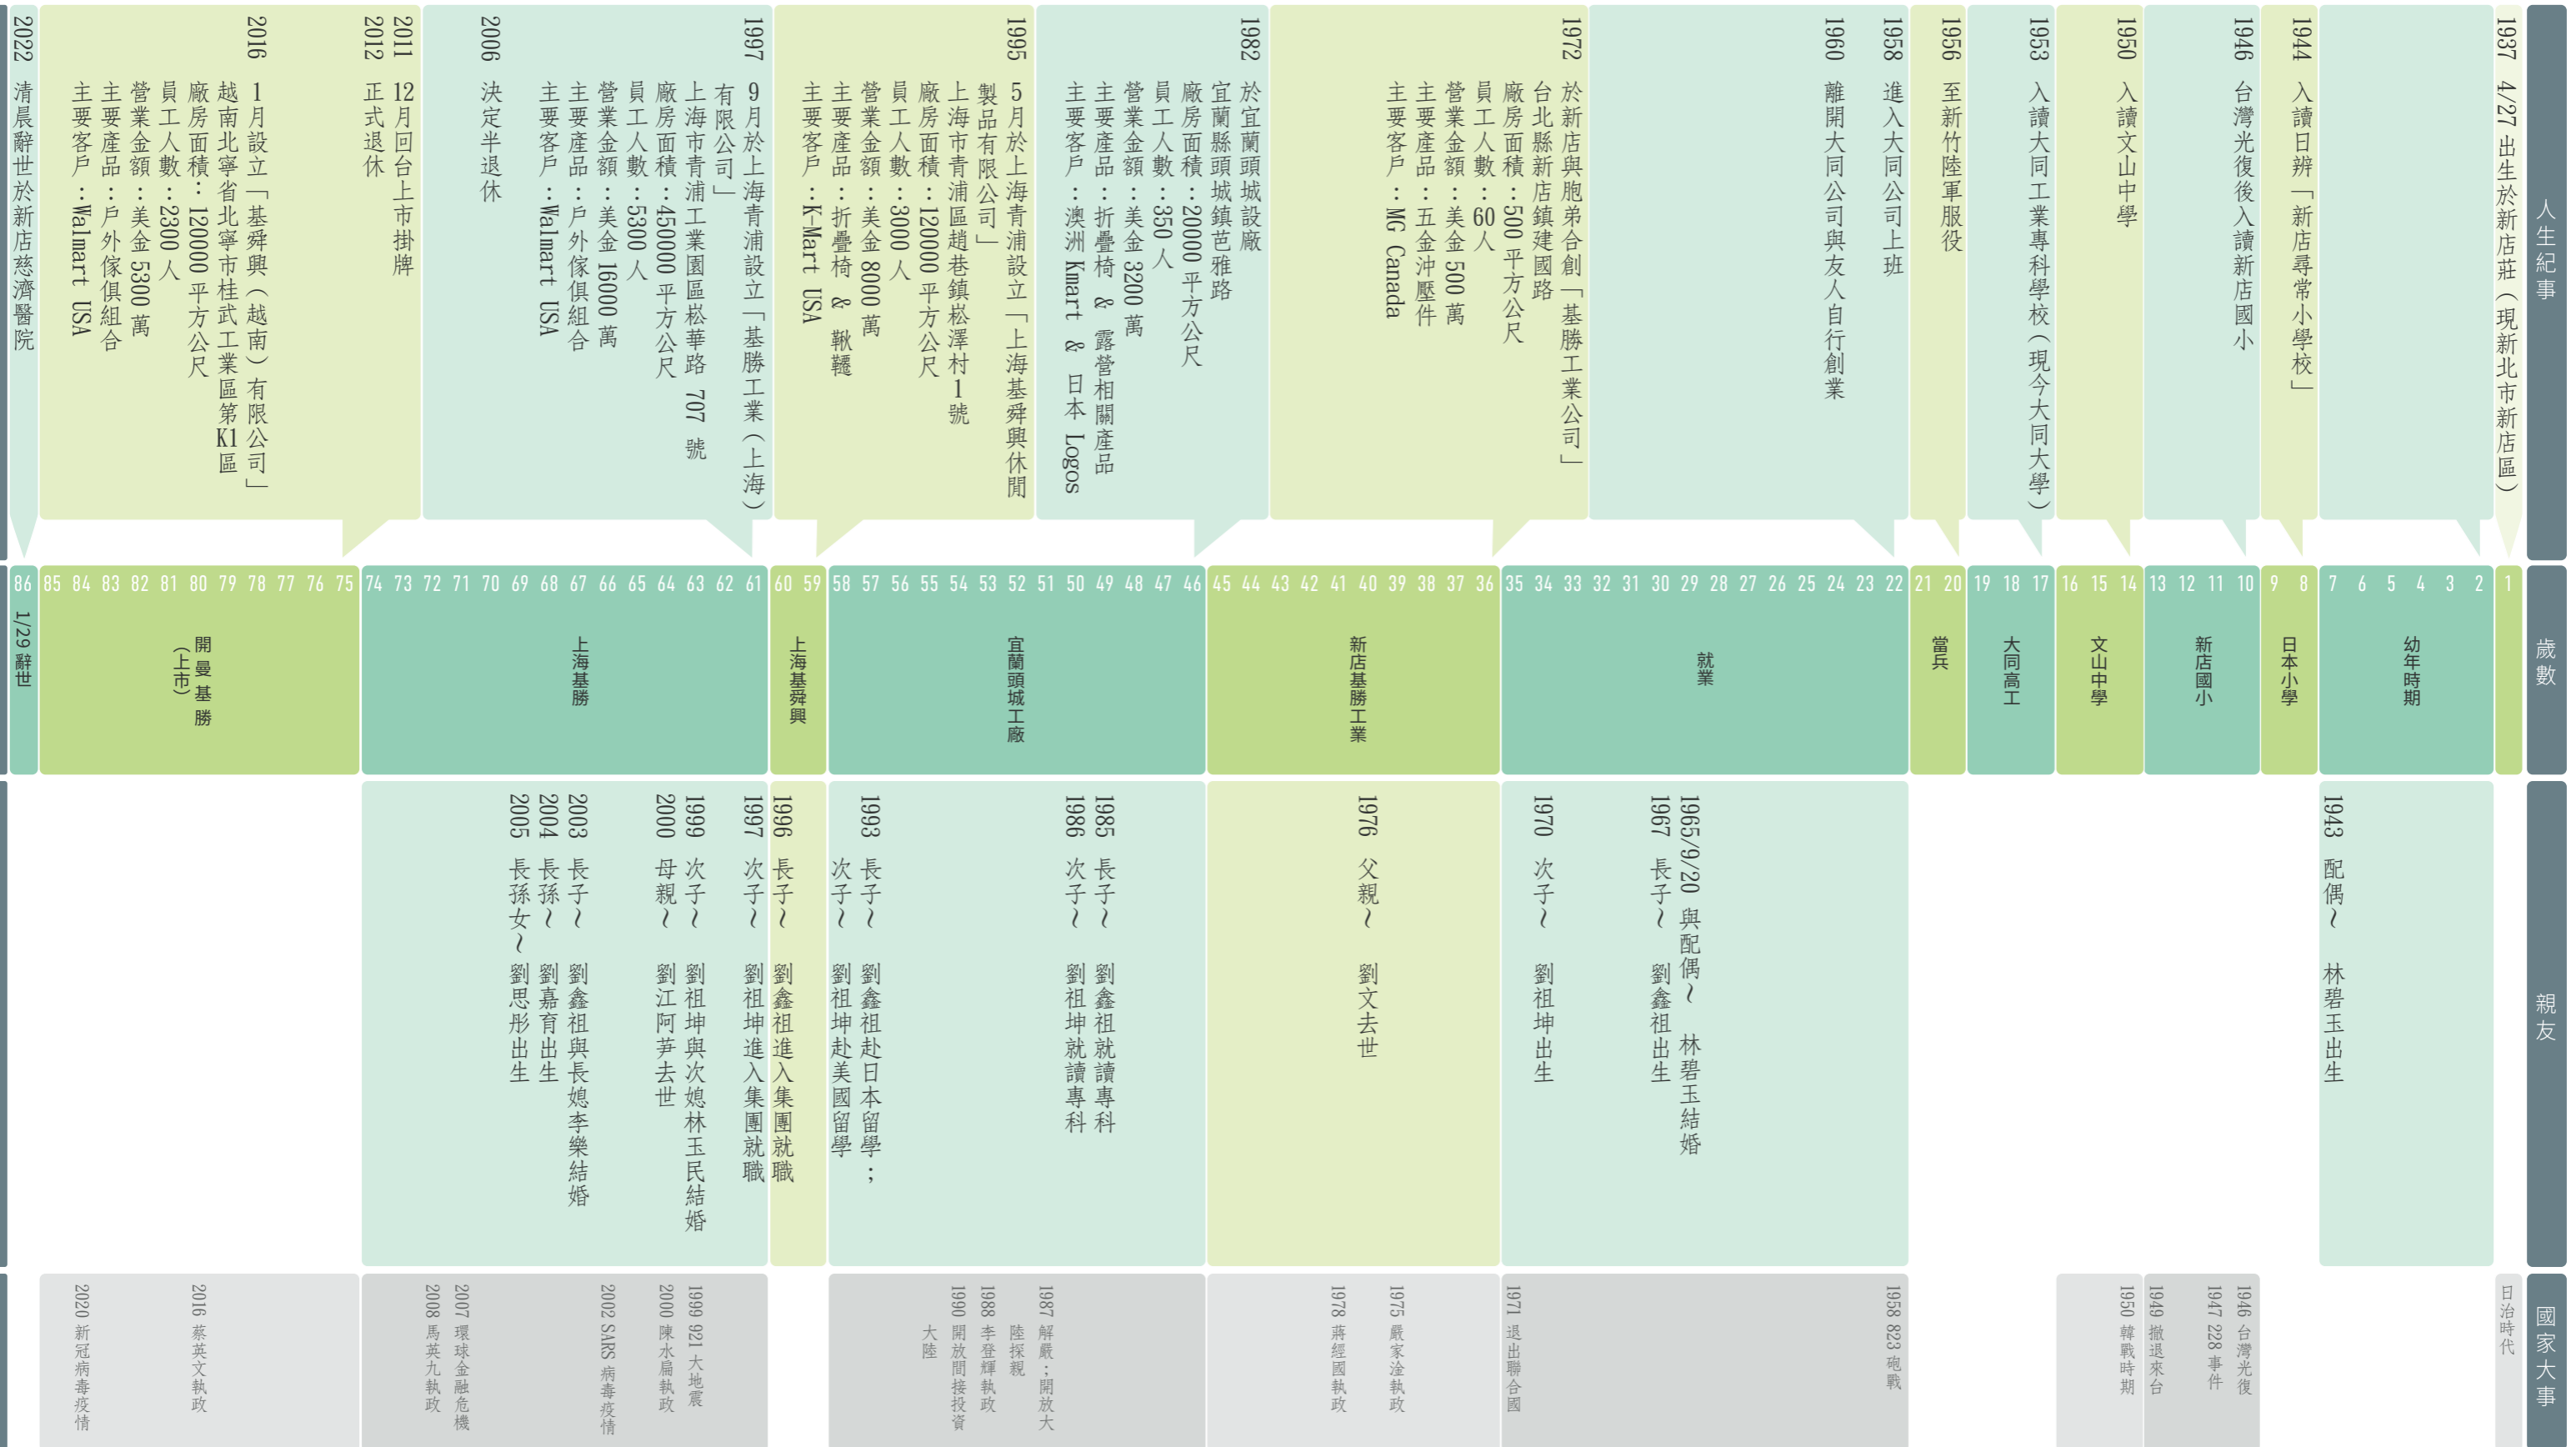 人生紀事
1937 4/27 出生於新店莊（現新北市新店區）
1944 入讀日辨「新店尋常小學校」
1946 台灣光復後入讀新店國小
1950 入讀文山中學
1953 入讀大同工業專科學校（現今大同大學）
1956 至新竹陸軍服役
1958 進入大同公司上班
1960 離開大同公司與友人自行創業
1972 於新店與胞弟合創「基勝工業公司」
台北縣新店鎮建國路
廠房面積：500 平方公尺
員工人數：60人
營業金額：美金 500 萬
主要產品：五金沖壓件
主要客戶：MG Canada
1982 於宜蘭頭城設廠
宜蘭縣頭城鎮芭雅路
廠房面積：20000 平方公尺
員工人數：350 人
營業金額：美金 3200 萬
主要產品：折疊椅 & 露營相關產品
主要客戶：澳洲 Kmart & 日本 Logos
1995 5月於上海青浦設立「上海基舜興休閒
製品有限公司」
上海市青浦區趙巷鎮崧澤村1號
廠房面積：120000 平方公尺
員工人數：3000 人
營業金額：美金 8000 萬
主要產品：折疊椅 & 鞦韆
主要客戶：K-Mart USA
1997 9月於上海青浦設立「基勝工業（上海）
有限公司」
上海市青浦工業園區崧華路 707 號
廠房面積：450000 平方公尺
員工人數：5300 人
營業金額：美金 16000 萬
主要產品：戶外傢俱組合
主要客戶：Walmart USA
2006 決定半退休
2011 12月回台上市掛牌
2012 正式退休
2016 1月設立「基舜興（越南）有限公司」
越南北寧省北寧市桂武工業區第K1區
廠房面積：120000 平方公尺
員工人數：2300 人
營業金額：美金 5300 萬
主要產品：戶外傢俱組合
主要客戶：Walmart USA
2022 清晨辭世於新店慈濟醫院
歲數
1
2
3
4
5
6
7
幼年時期
8
9
日本小學
10
11
12
13
新店國小
14
15
16
文山中學
17
18
19
大同高工
20
21
當兵
22
23
24
25
26
27
28
29
30
31
32
33
34
35
就業
36
37
38
39
40
41
42
43
44
45
新店基勝工業
46
47
48
49
50
51
52
53
54
55
56
57
58
宜蘭頭城工廠
59
60
上海基舜興
61
62
63
64
65
66
67
68
69
70
71
72
73
74
上海基勝
75
76
77
78
79
80
81
82
83
84
85
開曼基勝
（上市）
86
1/29 辭世
親友
1943 配偶～ 林碧玉出生
1965/9/20 與配偶～ 林碧玉結婚
1967 長子～ 劉鑫祖出生
1970 次子～ 劉祖坤出生
1976 父親～ 劉文去世
1985 長子～ 劉鑫祖就讀專科
1986 次子～ 劉祖坤就讀專科
1993 長子～ 劉鑫祖赴日本留學；
次子～ 劉祖坤赴美國留學
1996 長子～ 劉鑫祖進入集團就職
1997 次子～ 劉祖坤進入集團就職
1999 次子～ 劉祖坤與次媳林玉民結婚
2000 母親～ 劉江阿笋去世
2003 長子～ 劉鑫祖與長媳李樂結婚
2004 長孫～ 劉嘉育出生
2005 長孫女～ 劉思彤出生
國家大事
日治時代
1946 台灣光復
1947 228 事件
1949 撤退來台
1950 韓戰時期
1958 823 砲戰
1971 退出聯合國
1975 嚴家淦執政
1978 蔣經國執政
1987 解嚴；開放大
陸探親
1988 李登輝執政
1990 開放間接投資
大陸
1999 921 大地震
2000 陳水扁執政
2002 SARS 病毒疫情
2007 環球金融危機
2008 馬英九執政
2016 蔡英文執政
2020 新冠病毒疫情